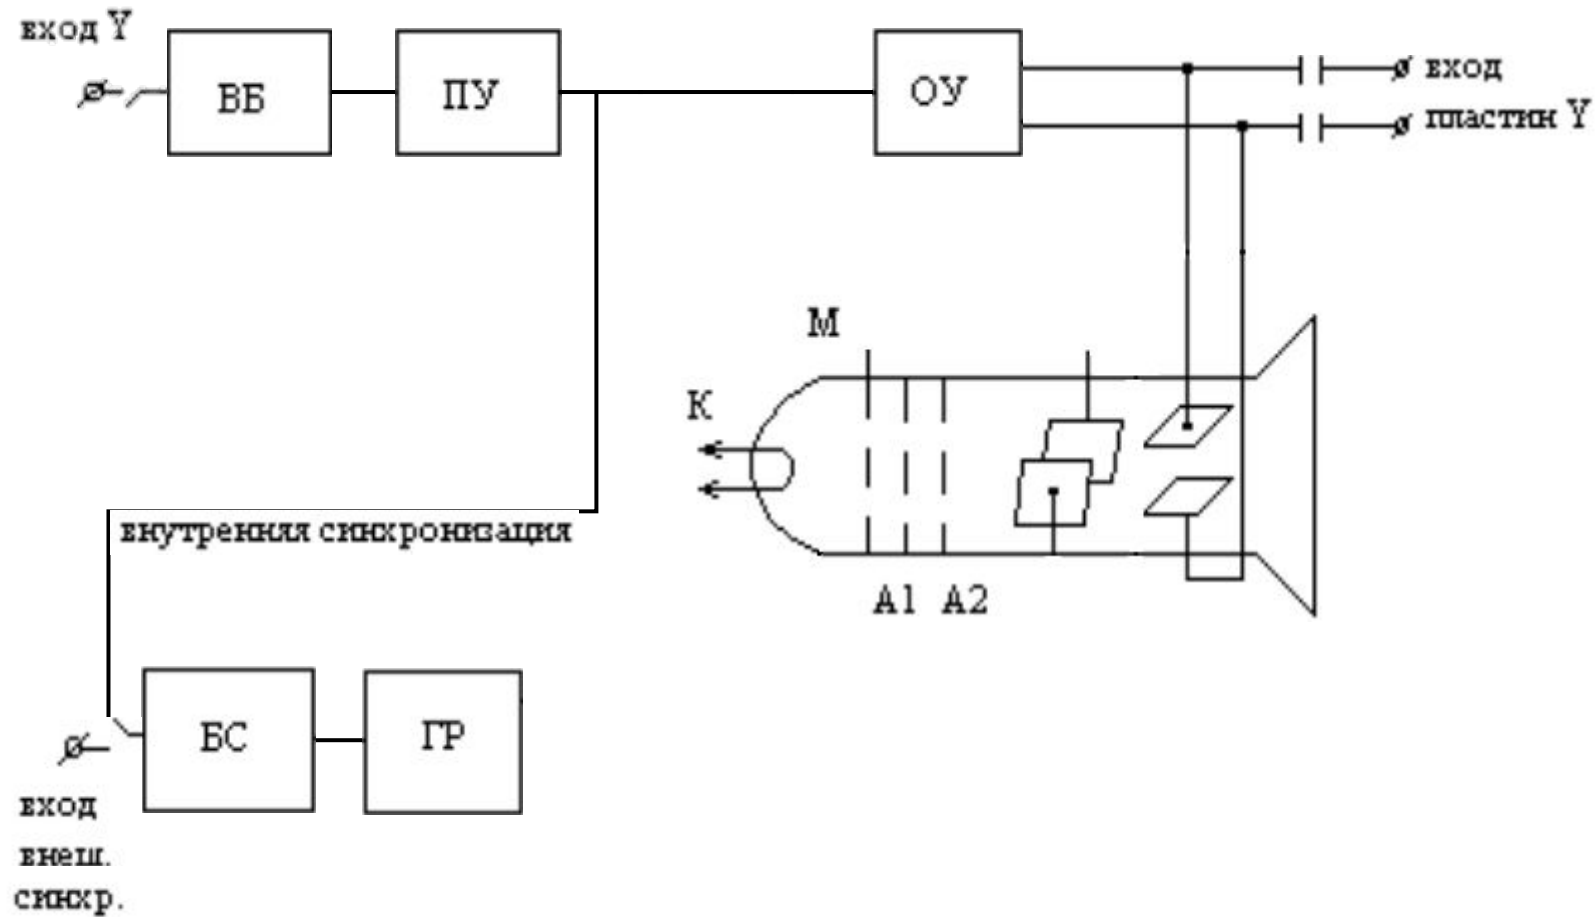 вход Y
ВБ
ПУ
ОУ
вход
пластин Y
М
К
А1 А2
внутренняя синхронизация
БС
ГР
вход
внеш.
синхр.